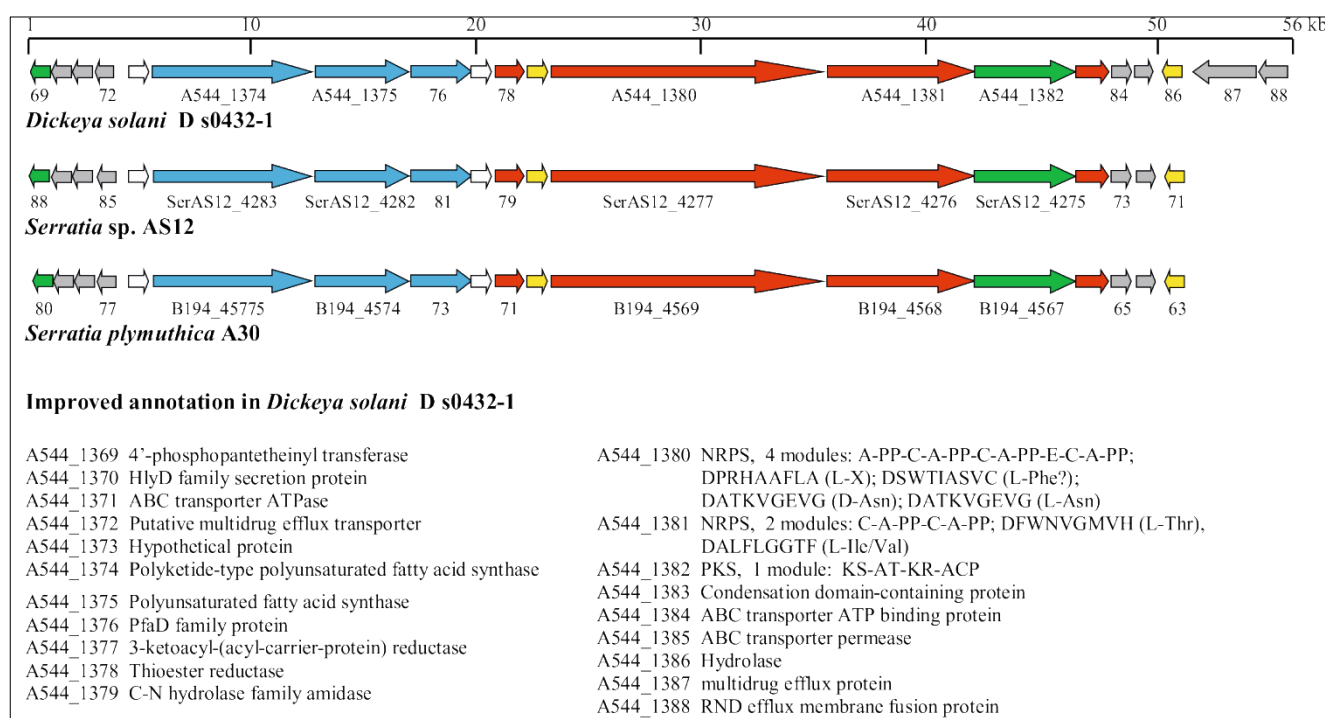 1 10 20 30 40 50 56 kb
69 72 A544_1374 A544_1375 76 78 A544_1380 A544_1381 A544_1382 84 86 87 88
Dickeya solani D s0432-1
88 85 SerAS12_4283 SerAS12_4282 81 79 SerAS12_4277 SerAS12_4276 SerAS12_4275 73 71
Serratia sp. AS12
80 77 B194_45775 B194_4574 73 71 B194_4569 B194_4568 B194_4567 65 63
Serratia plymuthica A30
Improved annotation in Dickeya solani D s0432-1
A544_1369 4’-phosphopantetheinyl transferase
A544_1370 HlyD family secretion protein
A544_1371 ABC transporter ATPase
A544_1372 Putative multidrug efflux transporter
A544_1373 Hypothetical protein
A544_1374 Polyketide-type polyunsaturated fatty acid synthase
A544_1375 Polyunsaturated fatty acid synthase
A544_1376 PfaD family protein
A544_1377 3-ketoacyl-(acyl-carrier-protein) reductase
A544_1378 Thioester reductase
A544_1379 C-N hydrolase family amidase
A544_1380 NRPS, 4 modules: A-PP-C-A-PP-C-A-PP-E-C-A-PP;
DPRHAAFLA (L-X); DSWTIASVC (L-Phe?);
DATKVGEVG (D-Asn); DATKVGEVG (L-Asn)
A544_1381 NRPS, 2 modules: C-A-PP-C-A-PP; DFWNVGMVH (L-Thr),
DALFLGGTF (L-Ile/Val)
A544_1382 PKS, 1 module: KS-AT-KR-ACP
A544_1383 Condensation domain-containing protein
A544_1384 ABC transporter ATP binding protein
A544_1385 ABC transporter permease
A544_1386 Hydrolase
A544_1387 multidrug efflux protein
A544_1388 RND efflux membrane fusion protein